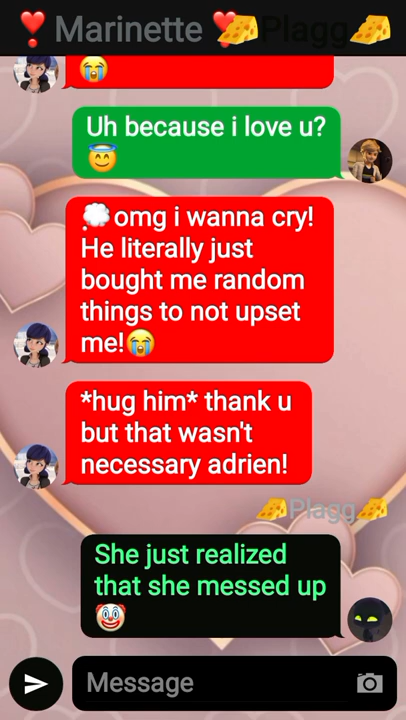 ❣️Marinette ❣️🧀Plagg🧀
😭
Uh because i love u?
😇
💭omg i wanna cry!
He literally just
bought me random
things to not upset
me!😭
*hug him* thank u
but that wasn't
necessary adrien!
🧀Plagg🧀
She just realized
that she messed up
🤡
Message